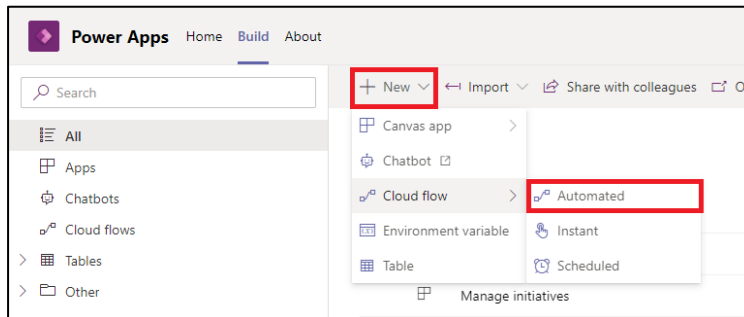 Power Apps Home Build About
Search
+ New Import Share with colleagues
All
Apps
Chatbots
Cloud flows
Tables
Other
Canvas app
Chatbot
Cloud flow
Environment variable
Table
Automated
Instant
Scheduled
Manage initiatives